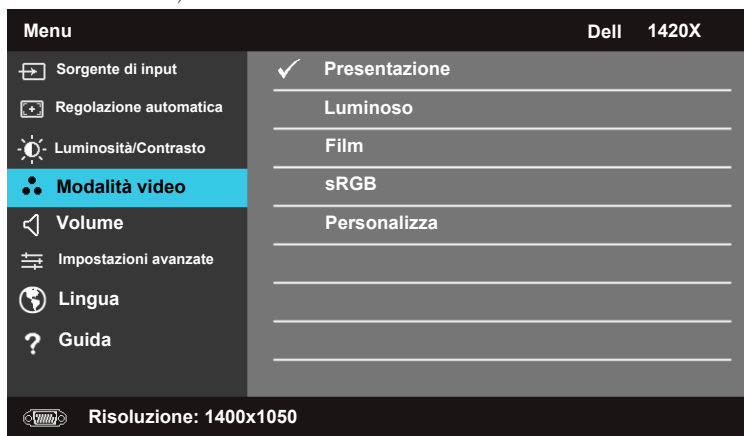 Menu Dell 1420X
Sorgente di input
Regolazione automatica
Luminosità/Contrasto
Modalità video
Volume
Impostazioni avanzate
Lingua
? Guida
Presentazione
Luminoso
Film
sRGB
Personalizza
Risoluzione: 1400x1050